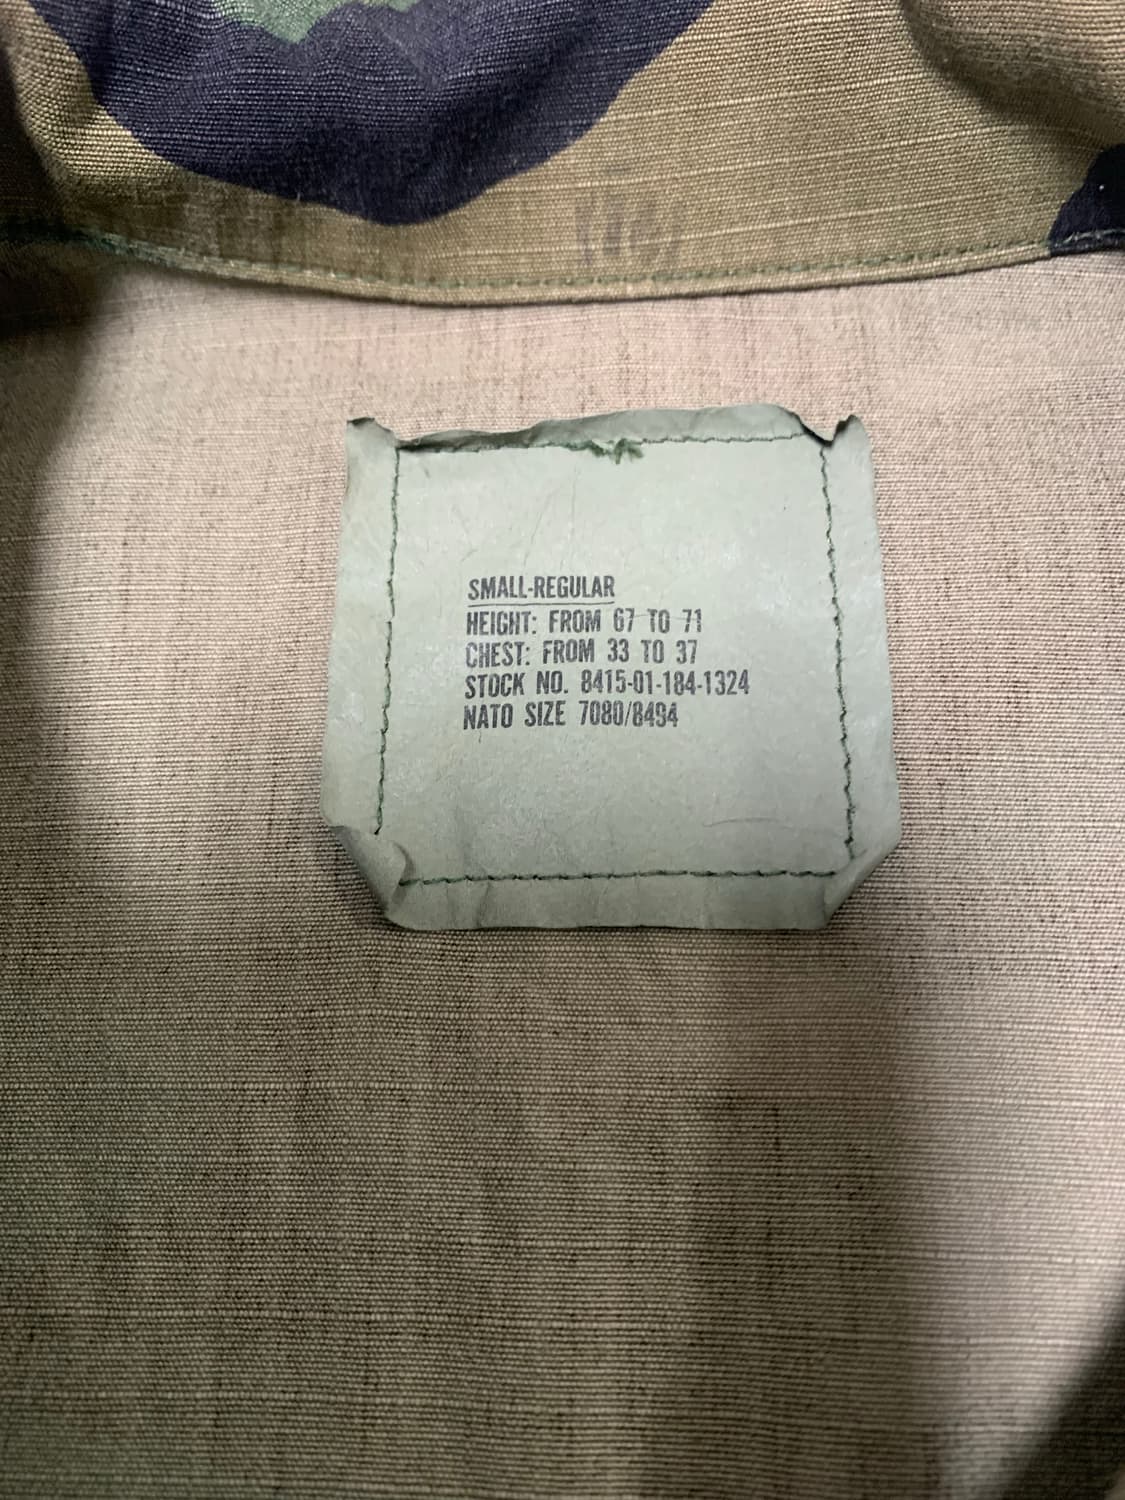 SMALL-REGULAR
HEIGHT: FROM 67 TO 71
CHEST: FROM 33 TO 37
STOCK NO. 8415-01-184-1324
NATO SIZE 7080/8494